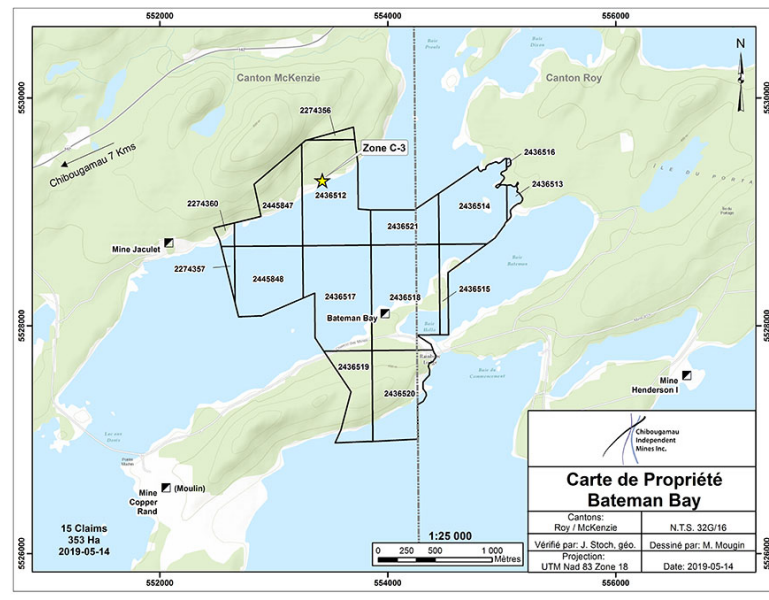 552000
554000
556000
Canton McKenzie
Canton Roy
N
5530000
5530000
2274356
Zone C-3
Chibougamau 7 Kms
2436516
2436513
2274360
2445847
2436512
2436514
2436521
Mine Jaculet
2274357
2445848
2436517
2436518
2436515
Baie
Bateman
5528000
5528000
Bateman Bay
2436519
2436520
Mine
Henderson I
Mine
Copper
Rand
(Moulin)
15 Claims
353 Ha
2019-05-14
1:25 000
0 250 500 1 000
Mètres
Chibougamau
Independent
Mines Inc.
Carte de Propriété
Bateman Bay
Cantons:
Roy / McKenzie
N.T.S. 32G/16
Vérifié par: J. Stoch, géo.
Dessiné par: M. Mougin
Projection:
UTM Nad 83 Zone 18
Date: 2019-05-14
5526000
5526000
552000
554000
556000